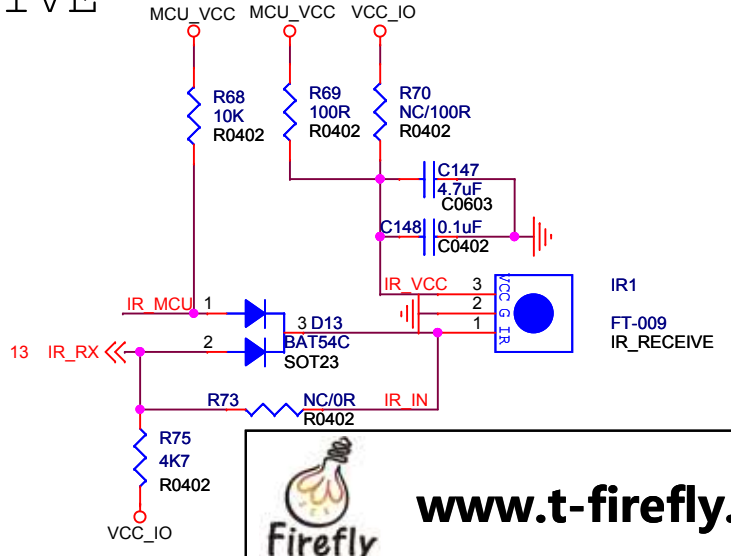 MCU_VCC MCU_VCC VCC_IO
R68
10K
R0402
R69
100R
R0402
R70
NC/100R
R0402
C147
4.7uF
C0603
C148 0.1uF
C0402
IR_VCC 3 VCC
2 G
1 IR
IR1
FT-009
IR_RECEIVE
IR_MCU 1
3 D13
BAT54C
SOT23
13 IR_RX 2
R73 NC/0R IR_IN
R0402
R75
4K7
R0402
VCC_IO
Firefly
www.t-firefly.